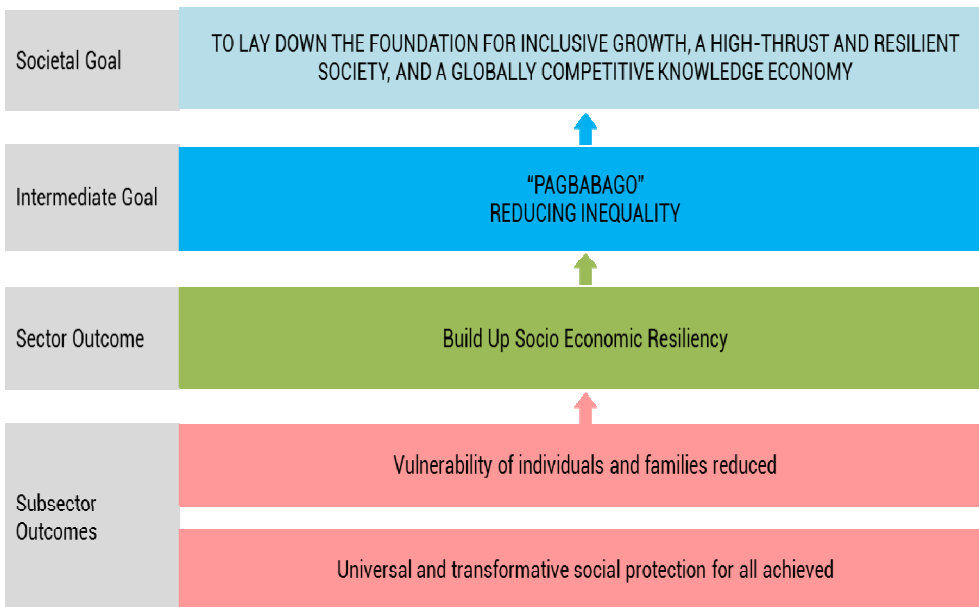 Societal Goal
TO LAY DOWN THE FOUNDATION FOR INCLUSIVE GROWTH, A HIGH-THRUST AND RESILIENT
SOCIETY, AND A GLOBALLY COMPETITIVE KNOWLEDGE ECONOMY
Intermediate Goal
“PAGBABAGO”
REDUCING INEQUALITY
Sector Outcome
Build Up Socio Economic Resiliency
Subsector
Outcomes
Vulnerability of individuals and families reduced
Universal and transformative social protection for all achieved